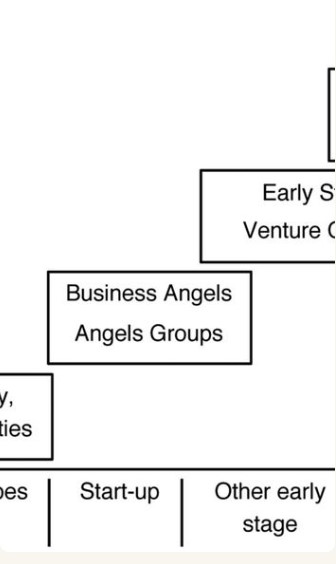 Early S
Venture C
Business Angels
Angels Groups
y,
ties
pes
Start-up
Other early
stage